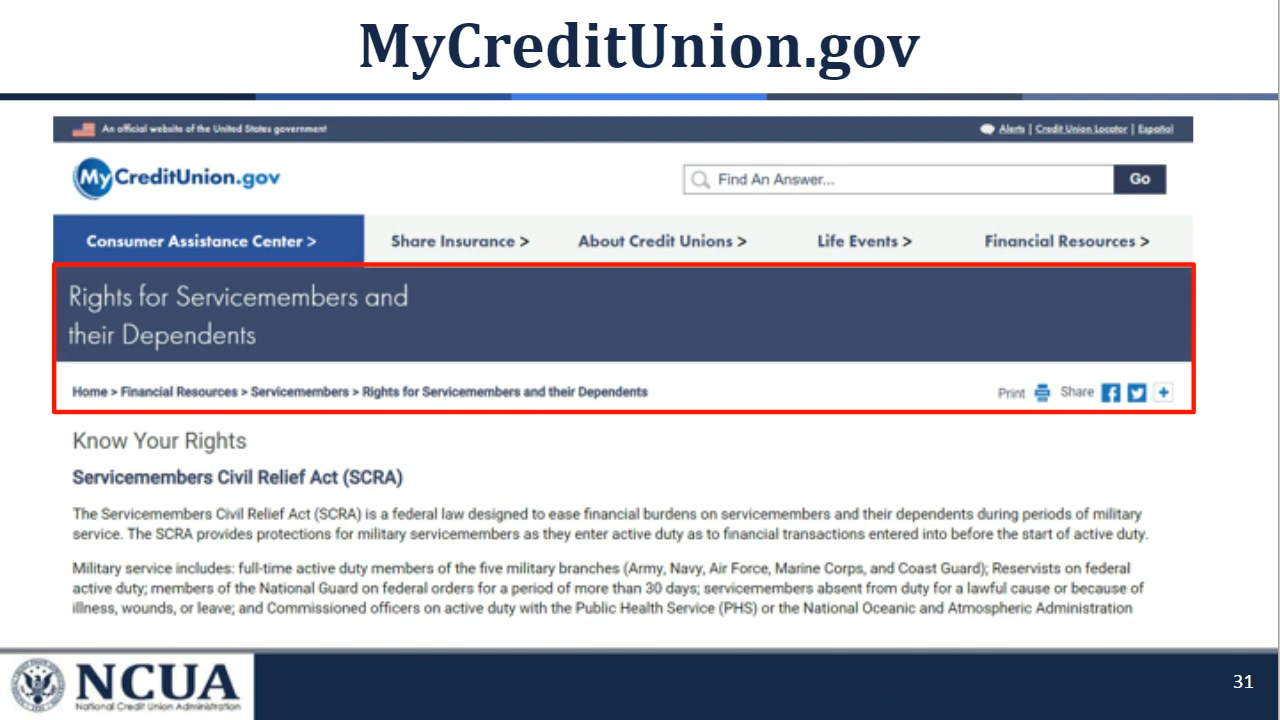 MyCreditUnion.gov
An official website of the United States government
Alerts | Credit Union Locator | Español
MyCreditUnion.gov
Find An Answer...
Go
Consumer Assistance Center >
Share Insurance >
About Credit Unions >
Life Events >
Financial Resources >
Rights for Servicemembers and
their Dependents
Home > Financial Resources > Servicemembers > Rights for Servicemembers and their Dependents
Print
Share
Know Your Rights
Servicemembers Civil Relief Act (SCRA)
The Servicemembers Civil Relief Act (SCRA) is a federal law designed to ease financial burdens on servicemembers and their dependents during periods of military
service. The SCRA provides protections for military servicemembers as they enter active duty as to financial transactions entered into before the start of active duty.
Military service includes: full-time active duty members of the five military branches (Army, Navy, Air Force, Marine Corps, and Coast Guard); Reservists on federal
active duty; members of the National Guard on federal orders for a period of more than 30 days; servicemembers absent from duty for a lawful cause or because of
illness, wounds, or leave; and Commissioned officers on active duty with the Public Health Service (PHS) or the National Oceanic and Atmospheric Administration
NCUA
National Credit Union Administration
31